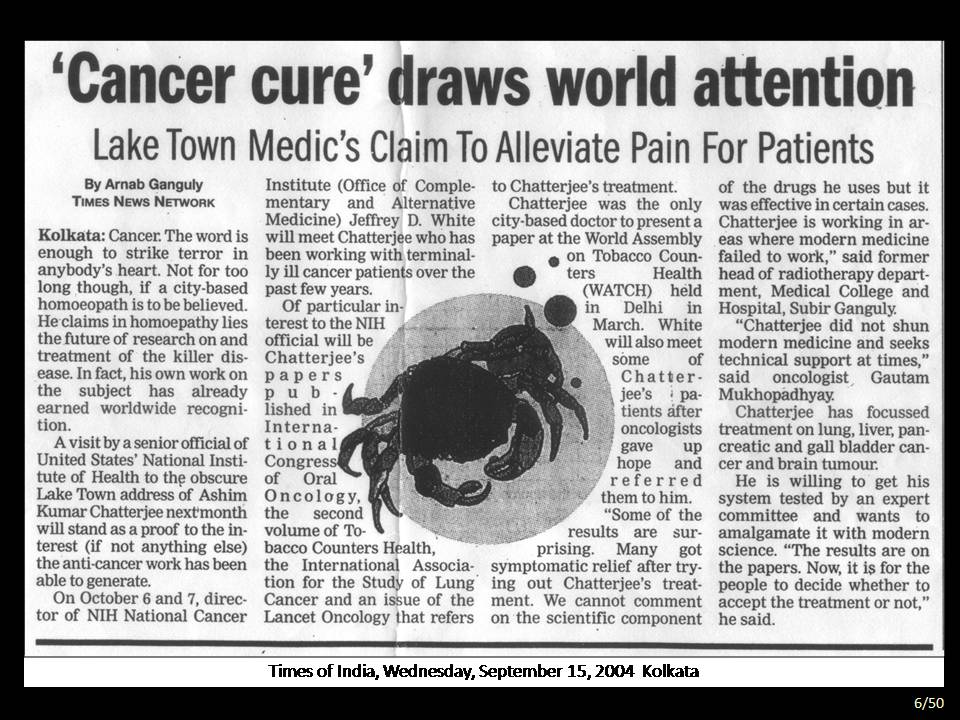 ‘Cancer cure’ draws world attention
Lake Town Medic’s Claim To Alleviate Pain For Patients
By Arnab Ganguly
TIMES NEWS NETWORK
Kolkata: Cancer. The word is
enough to strike terror in
anybody’s heart. Not for too
long though, if a city-based
homoeopath is to be believed.
He claims in homoepathy lies
the future of research on and
treatment of the killer dis-
ease. In fact, his own work on
the subject has already
earned worldwide recogni-
tion.
A visit by a senior official of
United States’ National Insti-
tute of Health to the obscure
Lake Town address of Ashim
Kumar Chatterjee next month
will stand as a proof to the in-
terest (if not anything else)
the anti-cancer work has been
able to generate.
On October 6 and 7, direc-
tor of NIH National Cancer
Institute (Office of Comple-
mentary and Alternative
Medicine) Jeffrey D. White
will meet Chatterjee who has
been working with terminal-
ly ill cancer patients over the
past few years.
Of particular in-
terest to the NIH
official will be
Chatterjee’s
papers
pub-
lished in
Interna-
tional
Congress
of Oral
Oncology,
the second
volume of To-
bacco Counters Health,
the International Associa-
tion for the Study of Lung
Cancer and an issue of the
Lancet Oncology that refers
to Chatterjee’s treatment.
Chatterjee was the only
city-based doctor to present a
paper at the World Assembly
on Tobacco Coun-
ters Health
(WATCH) held
in Delhi in
March. White
will also meet
some of
Chatter-
jee’s pa-
tients after
oncologists
gave up
hope and
referred
them to him.
“Some of the
results are sur-
prising. Many got
symptomatic relief after try-
ing out Chatterjee’s treat-
ment. We cannot comment
on the scientific component
of the drugs he uses but it
was effective in certain cases.
Chatterjee is working in ar-
eas where modern medicine
failed to work,” said former
head of radiotherapy depart-
ment, Medical College and
Hospital, Subir Ganguly.
“Chatterjee did not shun
modern medicine and seeks
technical support at times,”
said oncologist Gautam
Mukhopadhyay.
Chatterjee has focussed
treatment on lung, liver, pan-
creatic and gall bladder can-
cer and brain tumour.
He is willing to get his
system tested by an expert
committee and wants to
amalgamate it with modern
science. “The results are on
the papers. Now, it is for the
people to decide whether to
accept the treatment or not,”
he said.
Times of India, Wednesday, September 15, 2004 Kolkata
6/50